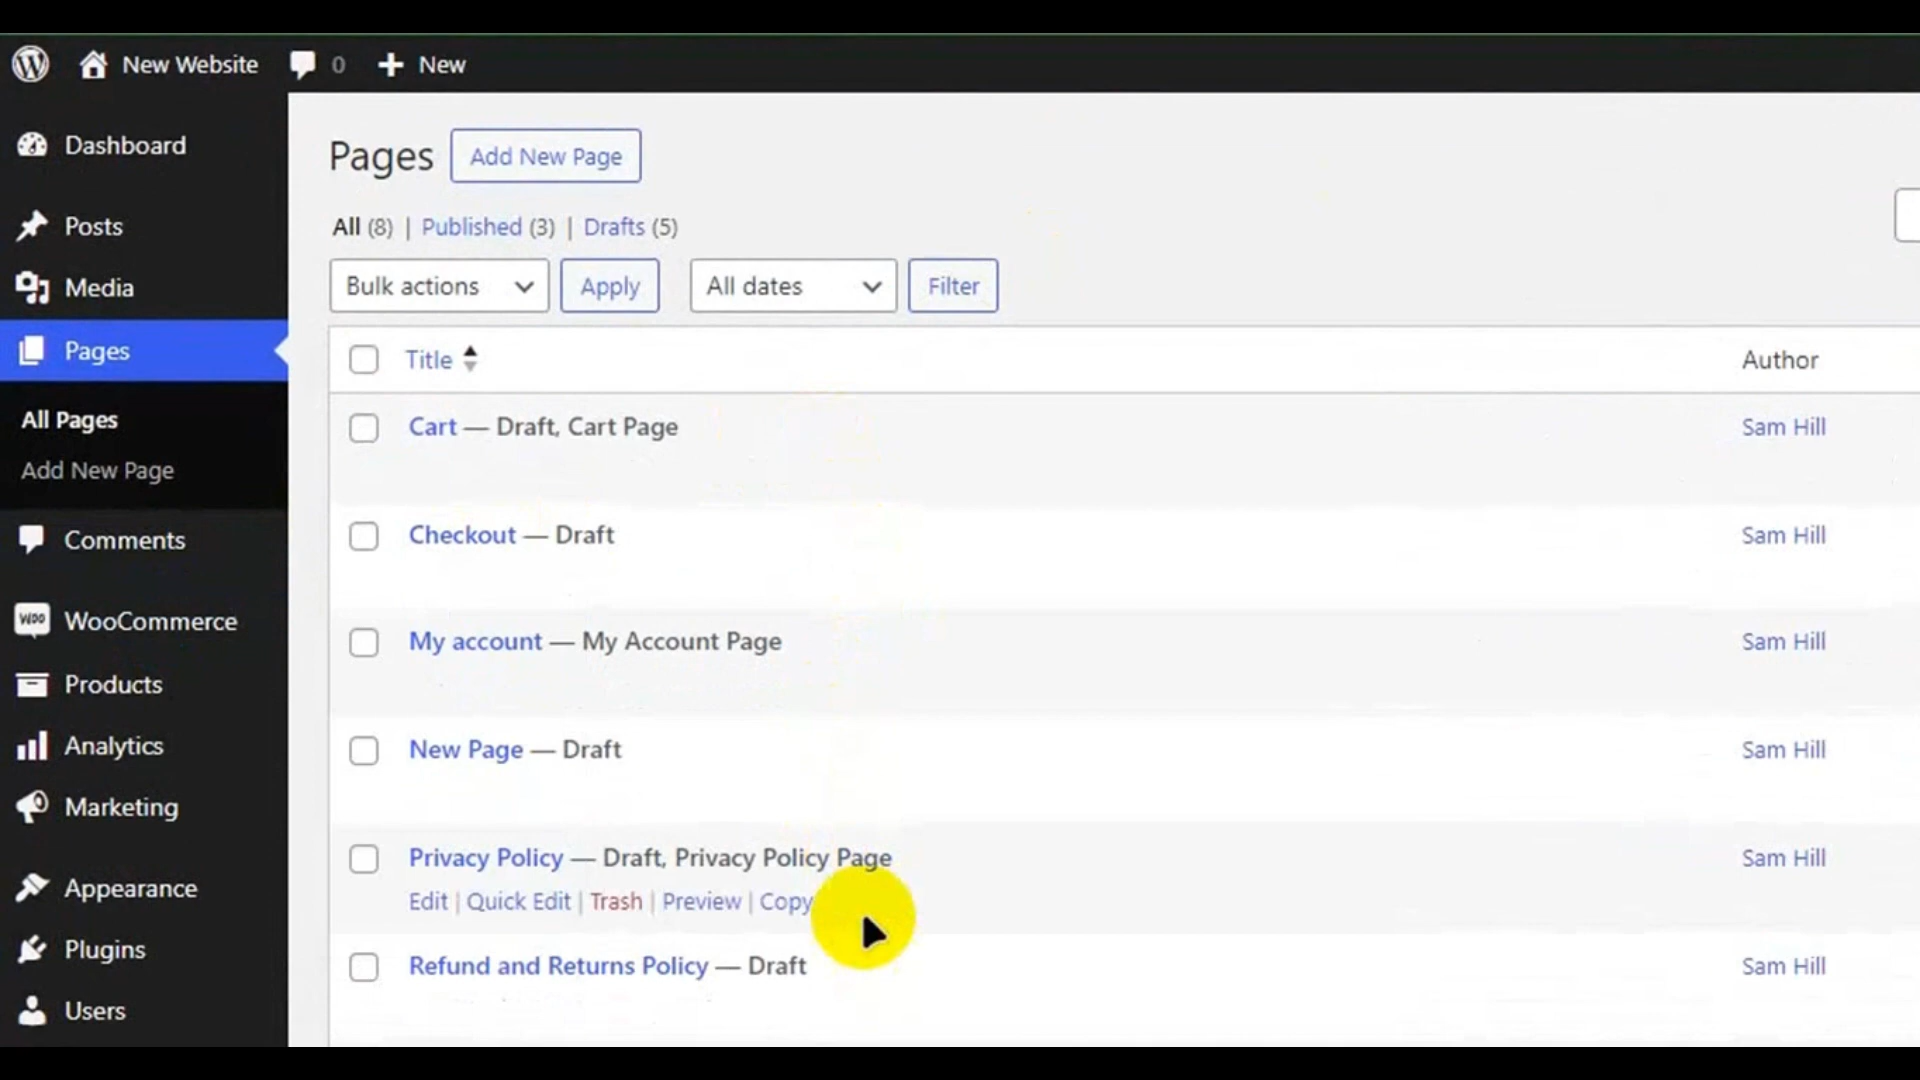 New Website 0 New
Dashboard
Posts
Media
Pages
All Pages
Add New Page
Comments
WOO WooCommerce
Products
Analytics
Marketing
Appearance
Plugins
Users
Pages Add New Page
All (8) | Published (3) | Drafts (5)
Bulk actions Apply All dates Filter
Title Author
Cart — Draft, Cart Page Sam Hill
Checkout — Draft Sam Hill
My account — My Account Page Sam Hill
New Page — Draft Sam Hill
Privacy Policy — Draft, Privacy Policy Page Sam Hill
Edit | Quick Edit | Trash | Preview | Copy
Refund and Returns Policy — Draft Sam Hill